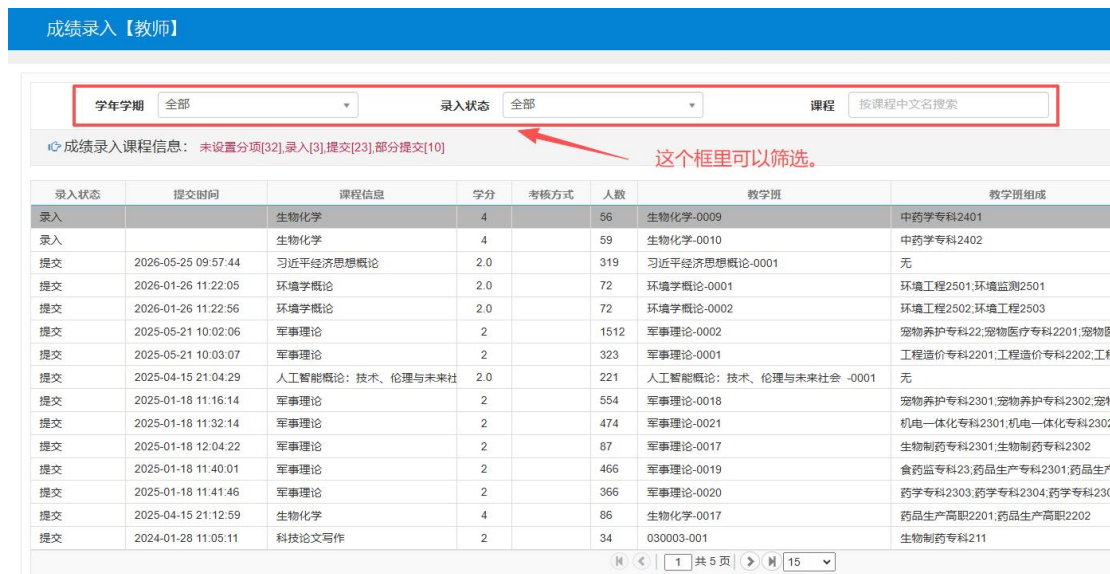 成绩录入【教师】
学年学期 全部 录入状态 全部 课程 按课程中文名搜索
成绩录入课程信息： 未设置分项[32],录入[3],提交[23],部分提交[10]
这个框里可以筛选。
录入状态 提交时间 课程信息 学分 考核方式 人数 教学班 教学班组成
录入 生物化学 4 56 生物化学-0009 中药学专科2401
录入 生物化学 4 59 生物化学-0010 中药学专科2402
提交 2026-05-25 09:57:44 习近平经济思想概论 2.0 319 习近平经济思想概论-0001 无
提交 2026-01-26 11:22:05 环境学概论 2.0 72 环境学概论-0001 环境工程2501;环境监测2501
提交 2026-01-26 11:22:56 环境学概论 2.0 72 环境学概论-0002 环境工程2502;环境工程2503
提交 2025-05-21 10:02:06 军事理论 2 1512 军事理论-0002 宠物养护专科22;宠物医疗专科2201;宠物
提交 2025-05-21 10:03:07 军事理论 2 323 军事理论-0001 工程造价专科2201;工程造价专科2202;
提交 2025-04-15 21:04:29 人工智能概论：技术、伦理与未来社 2.0 221 人工智能概论：技术、伦理与未来社会 -0001 无
提交 2025-01-18 11:16:14 军事理论 2 554 军事理论-0018 宠物养护专科2301;宠物养护专科2302;
提交 2025-01-18 11:32:14 军事理论 2 474 军事理论-0021 机电一体化专科2301;机电一体化专科2302
提交 2025-01-18 12:04:22 军事理论 2 87 军事理论-0017 生物制药专科2301;生物制药专科2302
提交 2025-01-18 11:40:01 军事理论 2 466 军事理论-0019 食药监专科23;药品生产专科2301;药品生
提交 2025-01-18 11:41:46 军事理论 2 366 军事理论-0020 药学专科2303;药学专科2304;药学专科230
提交 2025-04-15 21:12:59 生物化学 4 86 生物化学-0017 药品生产高职2201;药品生产高职2202
提交 2024-01-28 11:05:11 科技论文写作 2 34 030003-001 生物制药专科211
1 共 5 页 15